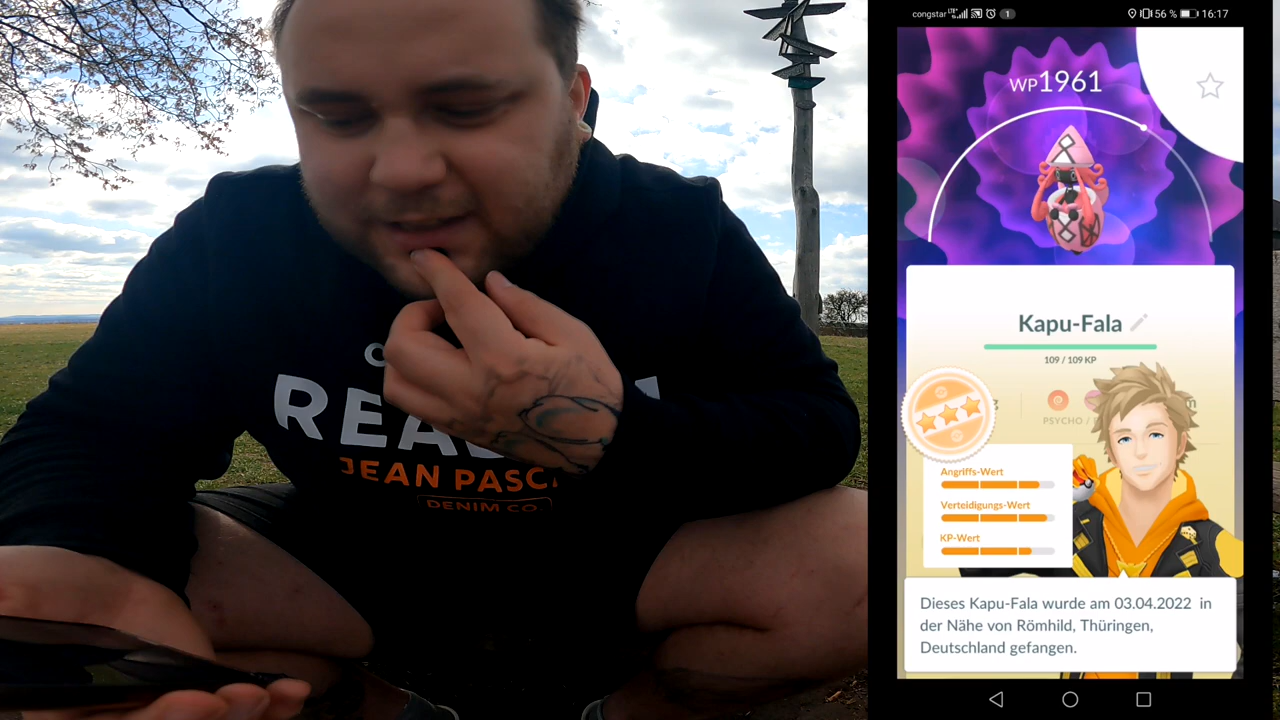 REA
JEAN PASC
DENIM CO.
congstar
1
56 % 16:17
WP1961
Kapu-Fala
109 / 109 KP
PSYCHO /
Angriffs-Wert
Verteidigungs-Wert
KP-Wert
Dieses Kapu-Fala wurde am 03.04.2022 in
der Nähe von Römhild, Thüringen,
Deutschland gefangen.